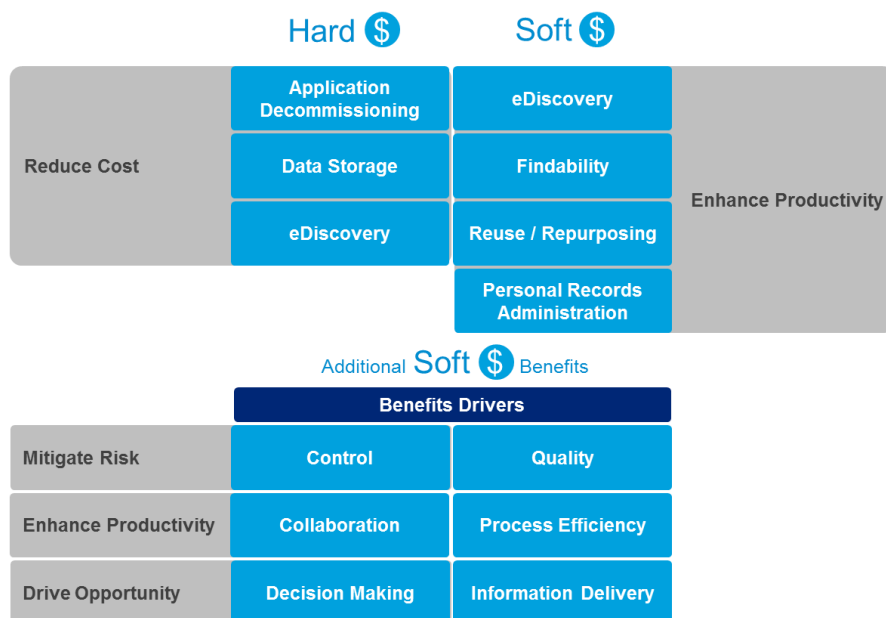 Hard $ Soft $
Application
Decommissioning
eDiscovery
Reduce Cost
Data Storage
Findability
Enhance Productivity
eDiscovery
Reuse / Repurposing
Personal Records
Administration
Additional Soft $ Benefits
Benefits Drivers
Mitigate Risk
Control
Quality
Enhance Productivity
Collaboration
Process Efficiency
Drive Opportunity
Decision Making
Information Delivery